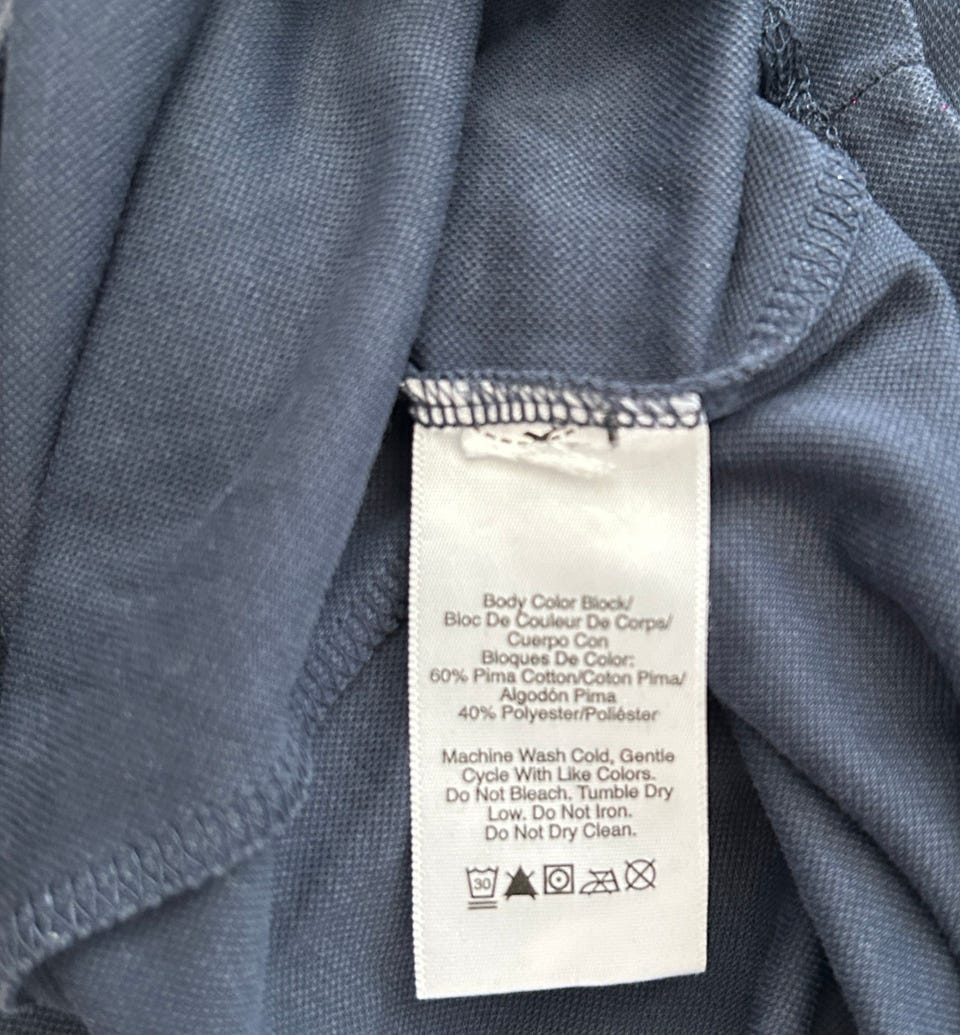 Body Color Block/
Bloc De Couleur De Corps/
Cuerpo Con
Bloques De Color:
60% Pima Cotton/Coton Pima/
Algodón Pima
40% Polyester/Poliéster
Machine Wash Cold, Gentle
Cycle With Like Colors.
Do Not Bleach. Tumble Dry
Low. Do Not Iron.
Do Not Dry Clean.
30